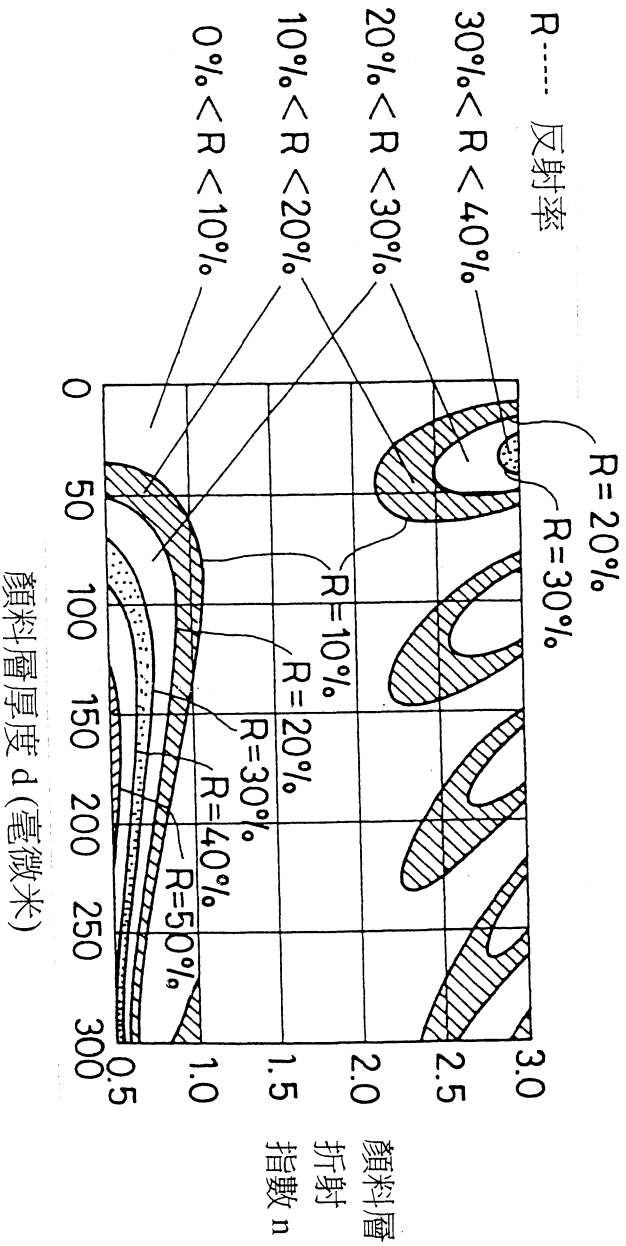 R----- 反射率
30%< R < 40%
20%< R <30%
10%< R <20%
0%< R <10%
R= 20%
R=30%
R=10%
R=20%
R=30%
R=40%
R=50%
0
50
100
150
200
250
300
顏料層厚度 d (毫微米)
3.0
2.5
2.0
1.5
1.0
0.5
顏料層
折射
指數 n